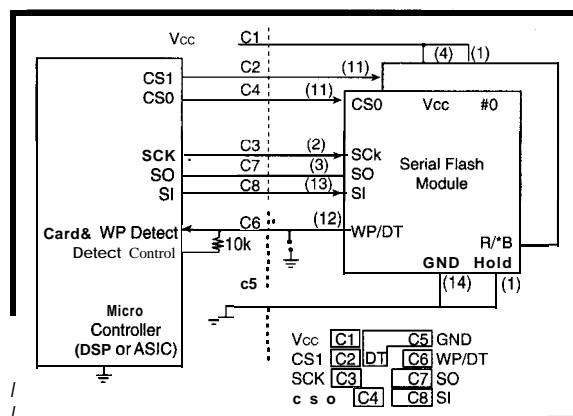 Vcc C1
(4) (1)
CS1 C2 (11)
CS0 C4 (11) CS0 Vcc #0
SCK C3 (2) SCk
SO C7 (3) SO
SI C8 (13) SI
Serial Flash
Module
Card& WP Detect C6 (12) WP/DT
Detect Control 10k
R/*B
GND Hold
c5 (14) (1)
Micro
Controller
(DSP or ASIC)
Vcc C1 C5 GND
CS1 C2 DT C6 WP/DT
SCK C3 C7 SO
c s o C4 C8 SI